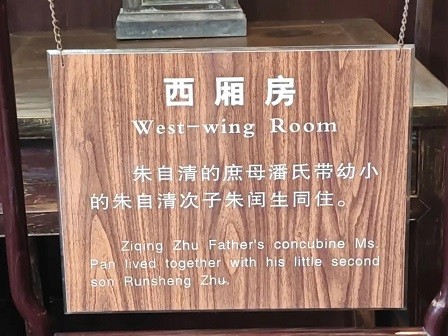 西厢房
West-wing Room
朱自清的庶母潘氏带幼小
的朱自清次子朱闰生同住。
Ziqing Zhu Father's concubine Ms.
Pan lived together with his little second
son Runsheng Zhu.